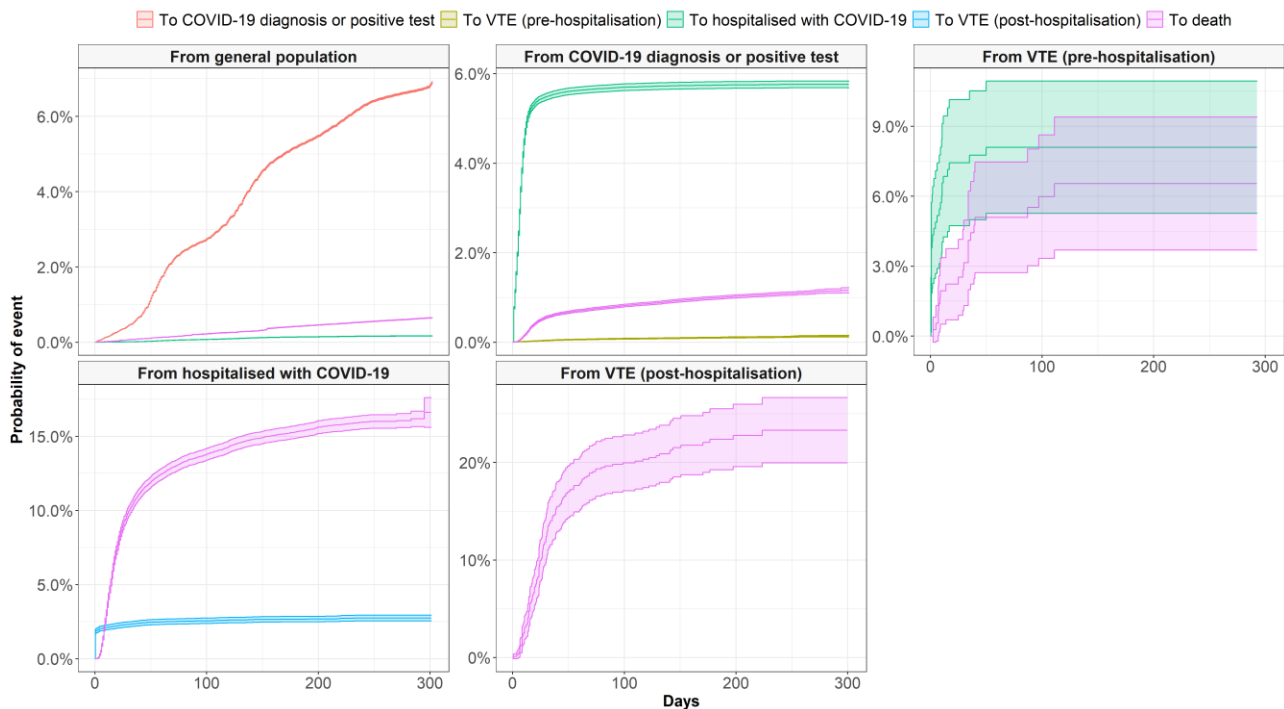 To COVID-19 diagnosis or positive test To VTE (pre-hospitalisation) To hospitalised with COVID-19 To VTE (post-hospitalisation) To death
From general population
From COVID-19 diagnosis or positive test
From VTE (pre-hospitalisation)
6.0%
4.0%
2.0%
0.0%
6.0%
4.0%
2.0%
0.0%
9.0%
6.0%
3.0%
0.0%
0 100 200 300
Probability of event
From hospitalised with COVID-19
From VTE (post-hospitalisation)
15.0%
10.0%
5.0%
0.0%
20%
10%
0%
0 100 200 300
0 100 200 300
Days